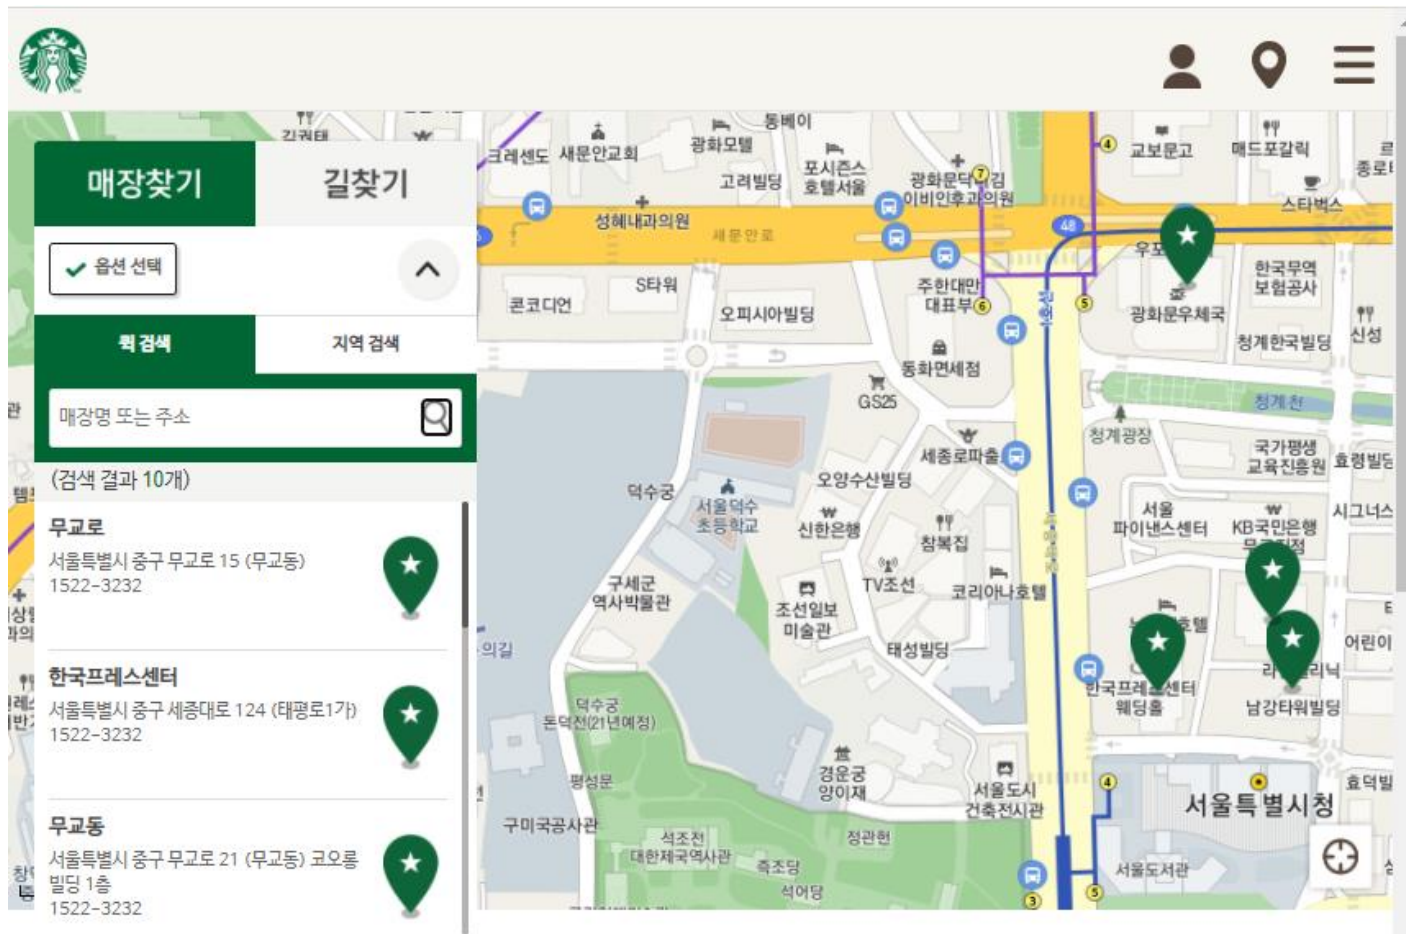 매장찾기
길찾기
옵션 선택
퀵 검색
지역 검색
매장명 또는 주소
(검색 결과 10개)
무교로
서울특별시 중구 무교로 15 (무교동)
1522-3232
한국프레스센터
서울특별시 중구 세종대로 124 (태평로1가)
1522-3232
무교동
서울특별시 중구 무교로 21 (무교동) 코오롱
빌딩 1층
1522-3232
동베이
크레센도
새문안교회
광화모텔
고려빌딩
포시즌스
호텔서울
이비인후과의원
성혜내과의원
새문안로
48
교보문고
매드포갈릭
스타벅스
한국무역
보험공사
광화문우체국
청계한국빌딩
신성
콘코디언
S타워
오피시아빌딩
주한대만
대표부
동화면세점
GS25
청계천
청계광장
국가평생
교육진흥원
효령빌딩
세종로파출
오양수산빌딩
덕수궁
서울덕수
초등학교
신한은행
참복집
서울
파이낸스센터
KB국민은행
시그너스
TV조선
코리아나호텔
구세군
역사박물관
조선일보
미술관
태성빌딩
어린이
의길
웨딩홀
남강타워빌딩
덕수궁
돈덕전(21년예정)
평성문
경운궁
양이재
서울도시
건축전시관
서울특별시청
효덕빌
구미국공사관
석조전
대한제국역사관
정관헌
즉조당
석어당
서울도서관
4
7
6
5
4
5
3